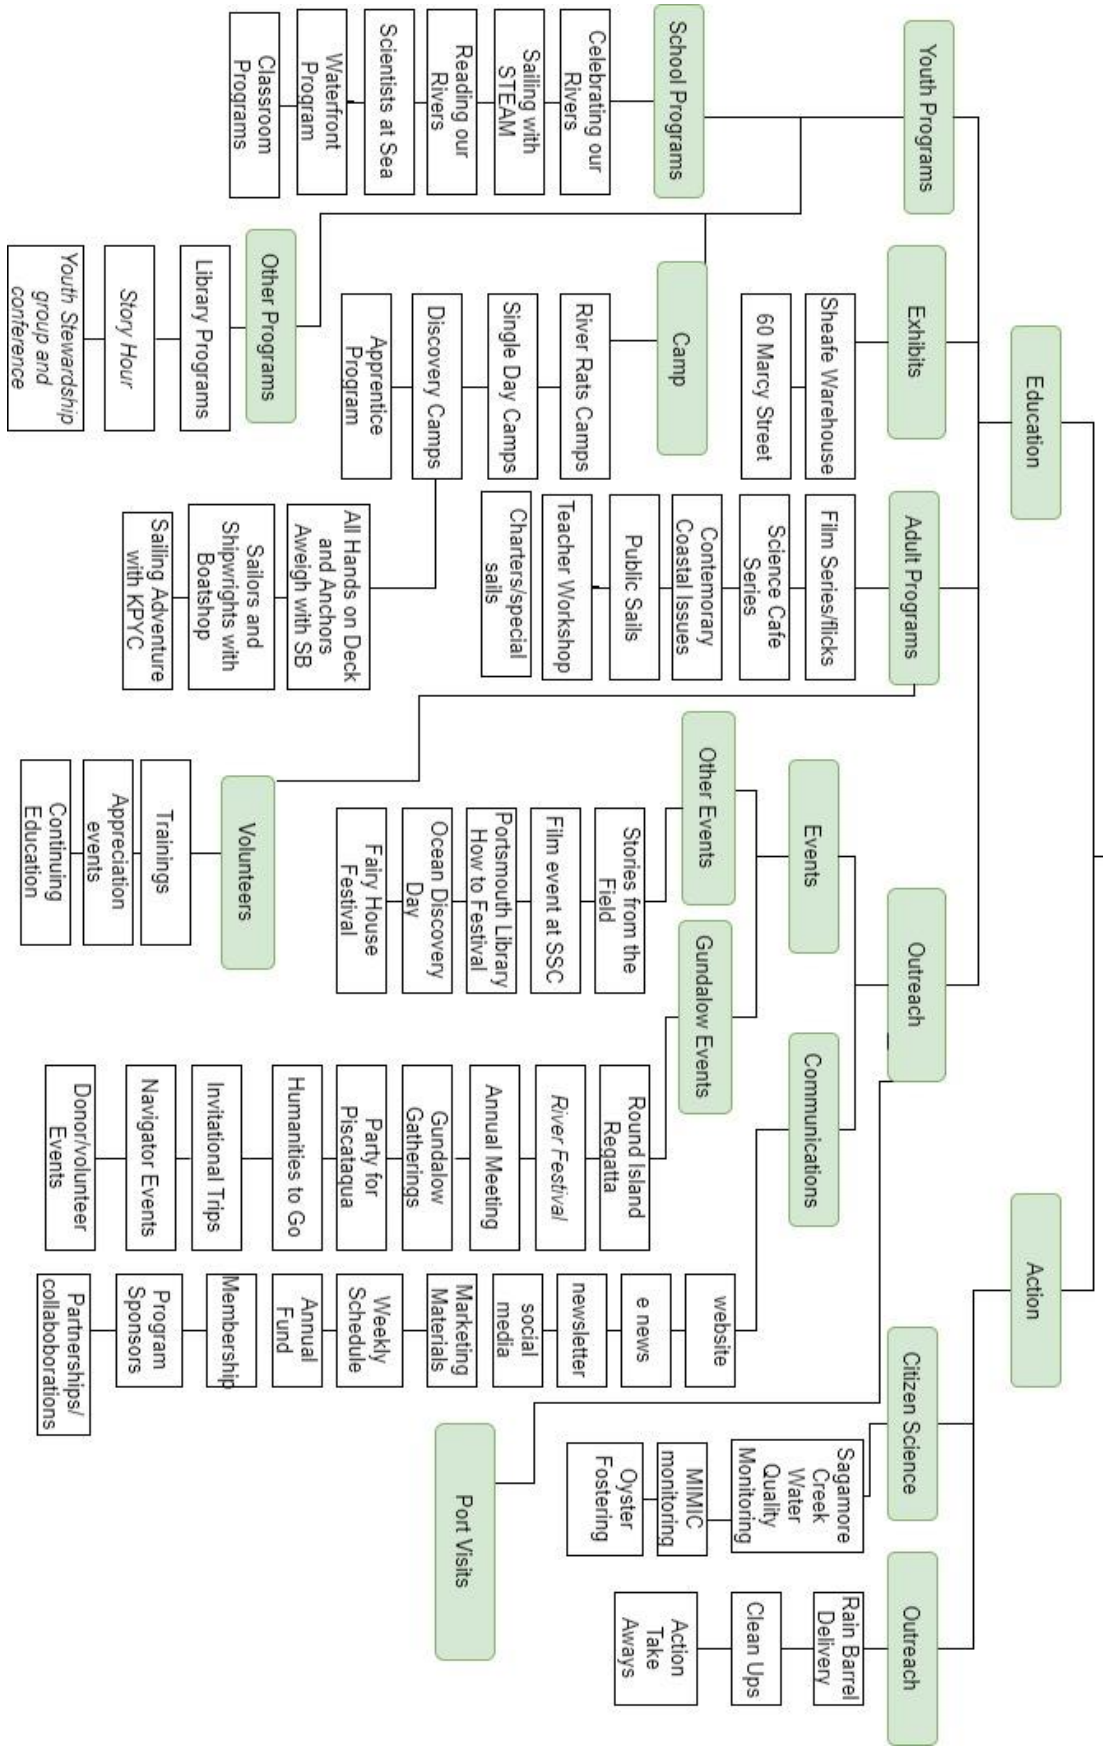 Education
Action
Youth Programs
Exhibits
Adult Programs
Outreach
Citizen Science
Outreach
School Programs
Celebrating our
Rivers
Sailing with
STEAM
Reading our
Rivers
Scientists at Sea
Waterfront
Program
Classroom
Programs
Other Programs
Library Programs
Story Hour
Youth Stewardship
group and
conference
Sheafe Warehouse
60 Marcy Street
Camp
River Rats Camps
Single Day Camps
Discovery Camps
Apprentice
Program
All Hands on Deck
and Anchors
Aweigh with SB
Sailors and
Shipwrights with
Boatshop
Sailing Adventure
with KPYC
Film Series/flicks
Science Cafe
Series
Contemorary
Coastal Issues
Public Sails
Teacher Workshop
Charters/special
sails
Volunteers
Trainings
Appreciation
events
Continuing
Education
Events
Communications
Other Events
Gundalow Events
Stories from the
Field
Film event at SSC
Portsmouth Library
How to Festival
Ocean Discovery
Day
Fairy House
Festival
Round Island
Regatta
River Festival
Annual Meeting
Gundalow
Gatherings
Party for
Piscataqua
Humanities to Go
Invitational Trips
Navigator Events
Donor/volunteer
Events
website
e news
newsletter
social
media
Marketing
Materials
Weekly
Schedule
Annual
Fund
Membership
Program
Sponsors
Partnerships/
collaboborations
Port Visits
Sagamore
Creek
Water
Quality
Monitoring
MIMIC
monitoring
Oyster
Fostering
Rain Barrel
Delivery
Clean Ups
Action
Take
Aways